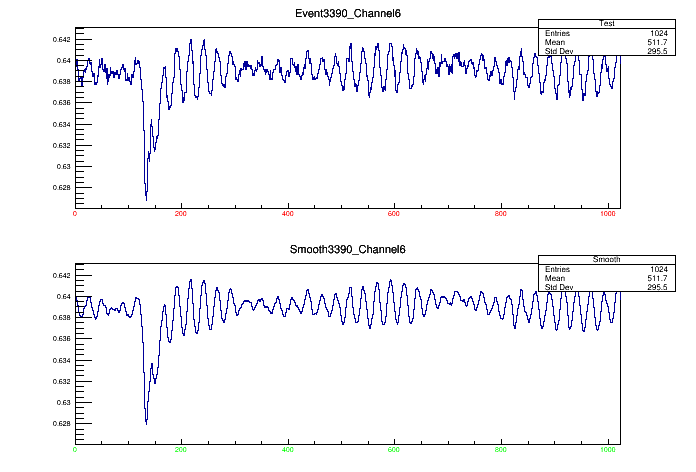 Event3390_Channel6
Test
Entries 1024
Mean 511.7
Std Dev 295.5
0.642
0.64
0.638
0.636
0.634
0.632
0.63
0.628
0 200 400 600 800 1000
Smooth3390_Channel6
Smooth
Entries 1024
Mean 511.7
Std Dev 295.5
0.642
0.64
0.638
0.636
0.634
0.632
0.63
0.628
0 200 400 600 800 1000